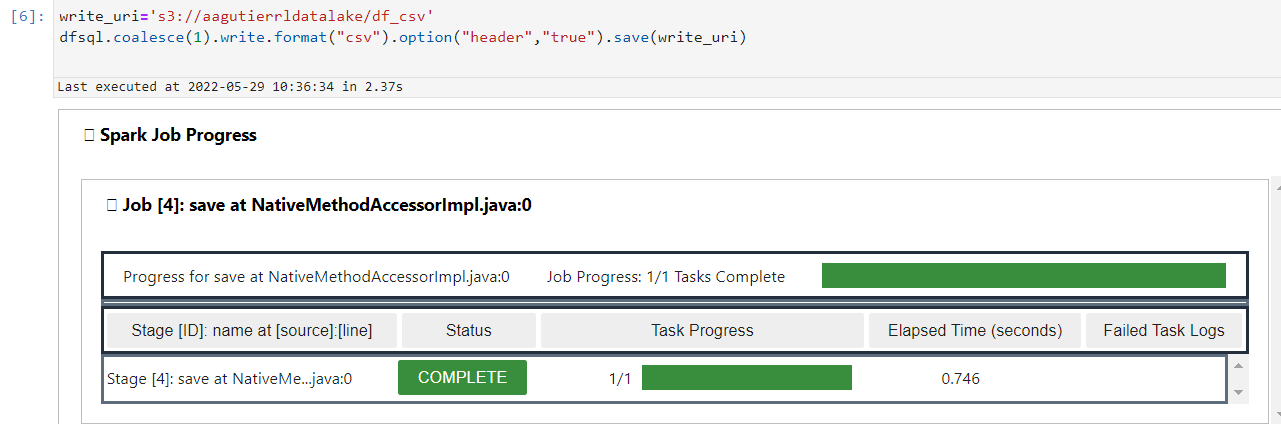 [6]:
write_uri='s3://aagutierrldatalake/df_csv'
dfsql.coalesce(1).write.format("csv").option("header","true").save(write_uri)
Last executed at 2022-05-29 10:36:34 in 2.37s
Spark Job Progress
Job [4]: save at NativeMethodAccessorImpl.java:0
Progress for save at NativeMethodAccessorImpl.java:0 Job Progress: 1/1 Tasks Complete
Stage [ID]: name at [source]:[line] Status Task Progress Elapsed Time (seconds) Failed Task Logs
Stage [4]: save at NativeMe...java:0 COMPLETE 1/1 0.746